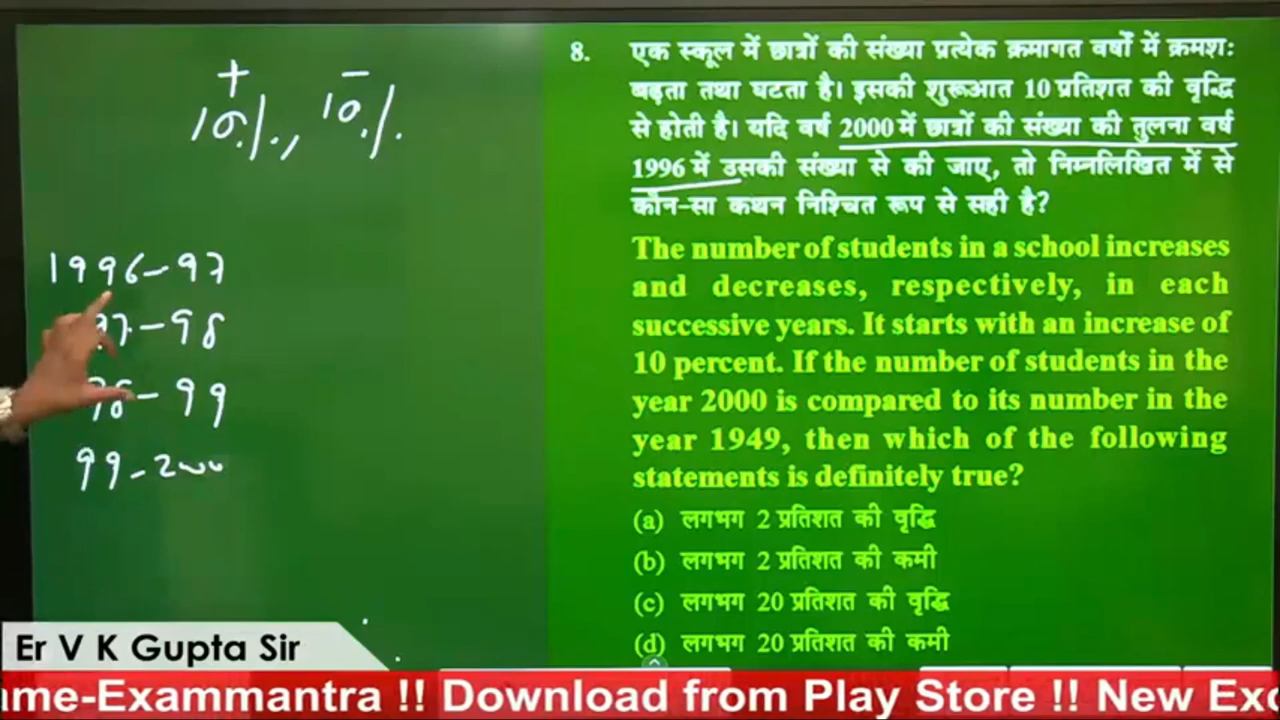 + −
10%, 10%.
1996-97
97-98
98-99
99-2000
8. एक स्कूल में छात्रों की संख्या प्रत्येक क्रमागत वर्षों में क्रमश:
बढ़ता तथा घटता है। इसकी शुरूआत 10 प्रतिशत की वृद्धि
से होती है। यदि वर्ष 2000 में छात्रों की संख्या की तुलना वर्ष
1996 में उसकी संख्या से की जाए, तो निम्नलिखित में से
कौन-सा कथन निश्चित रूप से सही है?
The number of students in a school increases
and decreases, respectively, in each
successive years. It starts with an increase of
10 percent. If the number of students in the
year 2000 is compared to its number in the
year 1949, then which of the following
statements is definitely true?
(a) लगभग 2 प्रतिशत की वृद्धि
(b) लगभग 2 प्रतिशत की कमी
(c) लगभग 20 प्रतिशत की वृद्धि
(d) लगभग 20 प्रतिशत की कमी
Er V K Gupta Sir
ame-Exammantra !! Download from Play Store !! New Exc